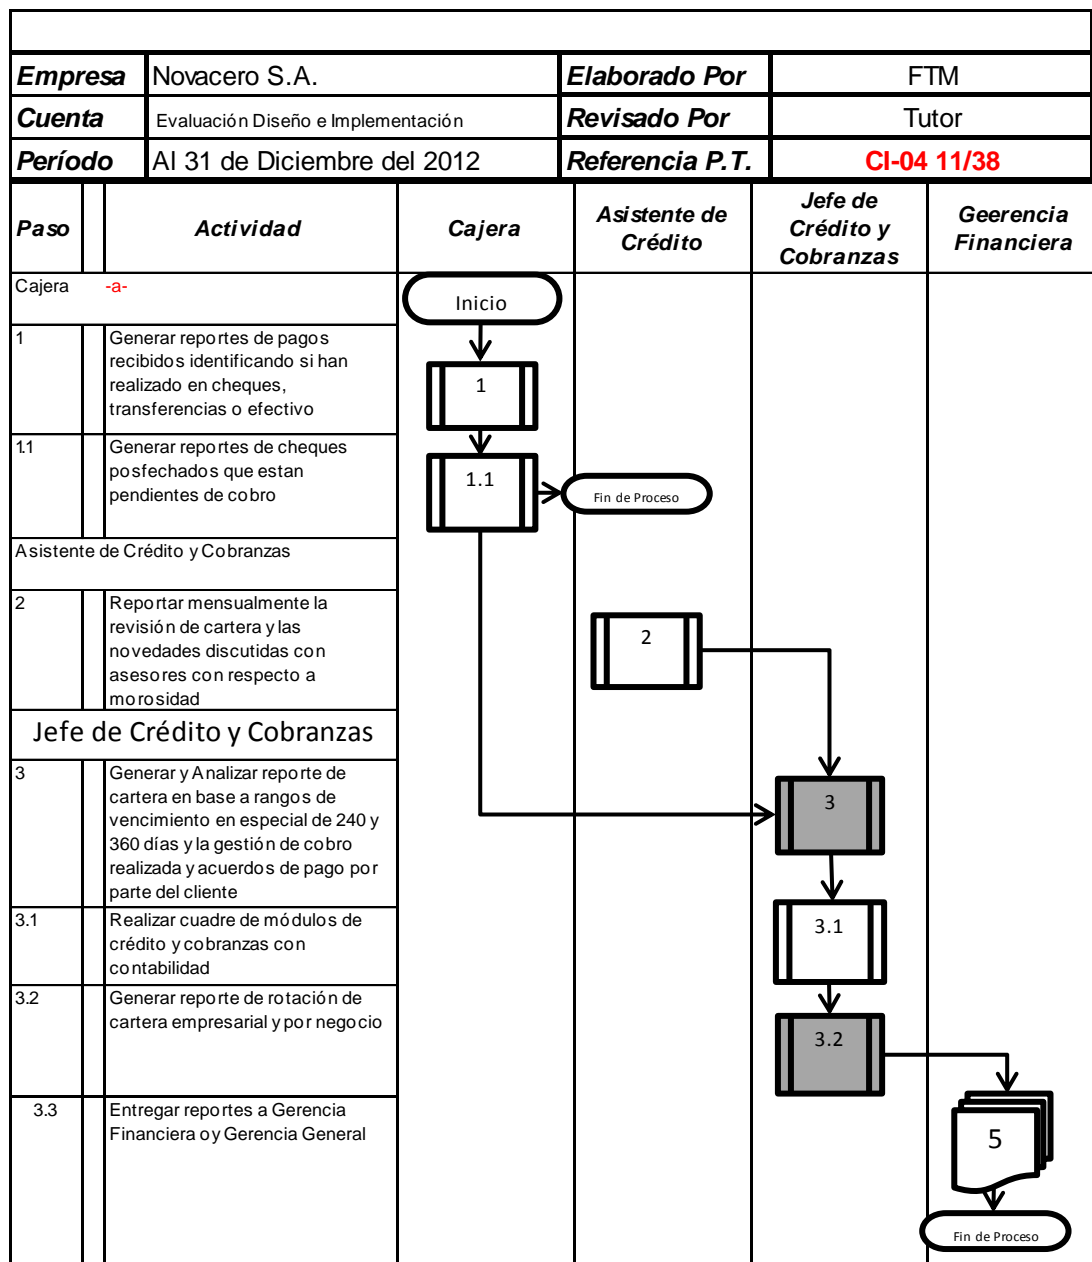 Empresa Novacero S.A. Elaborado Por FTM
Cuenta Evaluación Diseño e Implementación Revisado Por Tutor
Período Al 31 de Diciembre del 2012 Referencia P.T. CI-04 11/38
Paso Actividad Cajera Asistente de Crédito Jefe de Crédito y Cobranzas Geerencia Financiera
Cajera -a-
Inicio
1 Generar reportes de pagos
recibidos identificando si han
realizado en cheques,
transferencias o efectivo
1
1.1 Generar reportes de cheques
posfechados que estan
pendientes de cobro
1.1
Fin de Proceso
Asistente de Crédito y Cobranzas
2 Reportar mensualmente la
revisión de cartera y las
novedades discutidas con
asesores con respecto a
morosidad
2
Jefe de Crédito y Cobranzas
3 Generar y Analizar reporte de
cartera en base a rangos de
vencimiento en especial de 240 y
360 días y la gestión de cobro
realizada y acuerdos de pago por
parte del cliente
3
3.1 Realizar cuadre de módulos de
crédito y cobranzas con
contabilidad
3.1
3.2 Generar reporte de rotación de
cartera empresarial y por negocio
3.2
3.3 Entregar reportes a Gerencia
Financiera o y Gerencia General
5
Fin de Proceso